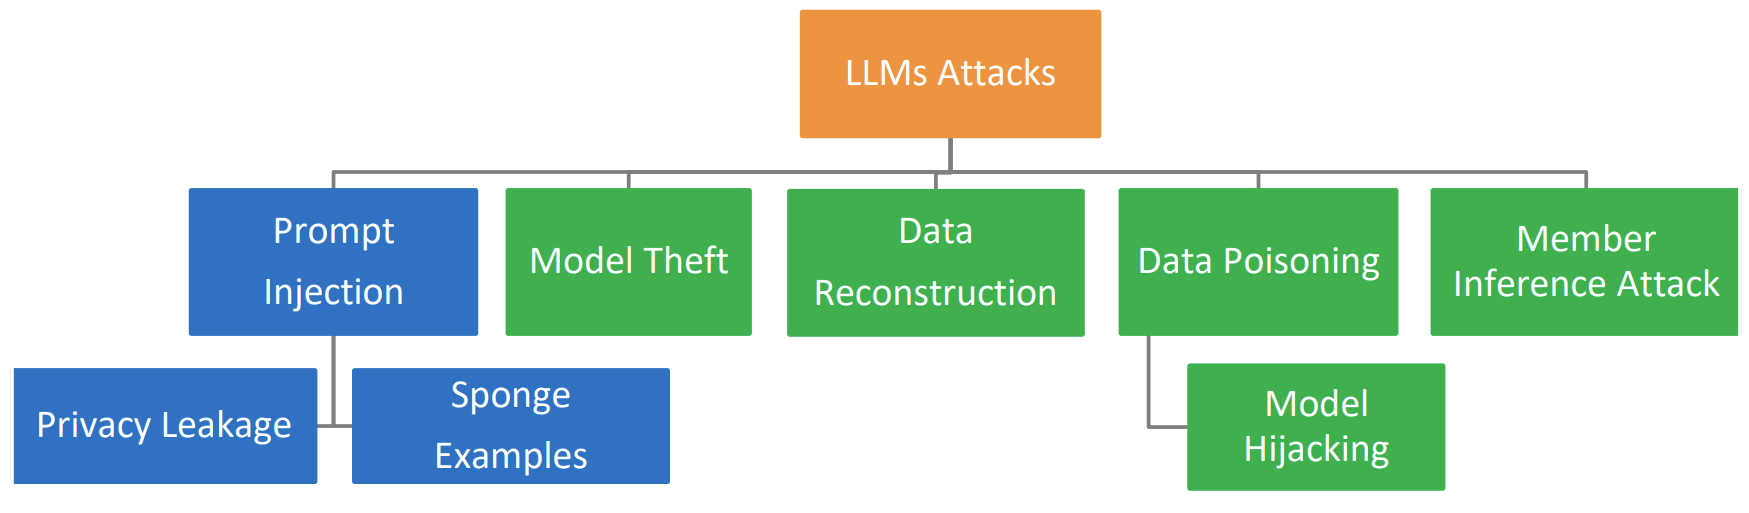 LLMs Attacks
Prompt
Injection
Model Theft
Data
Reconstruction
Data Poisoning
Member
Inference Attack
Privacy Leakage
Sponge
Examples
Model
Hijacking